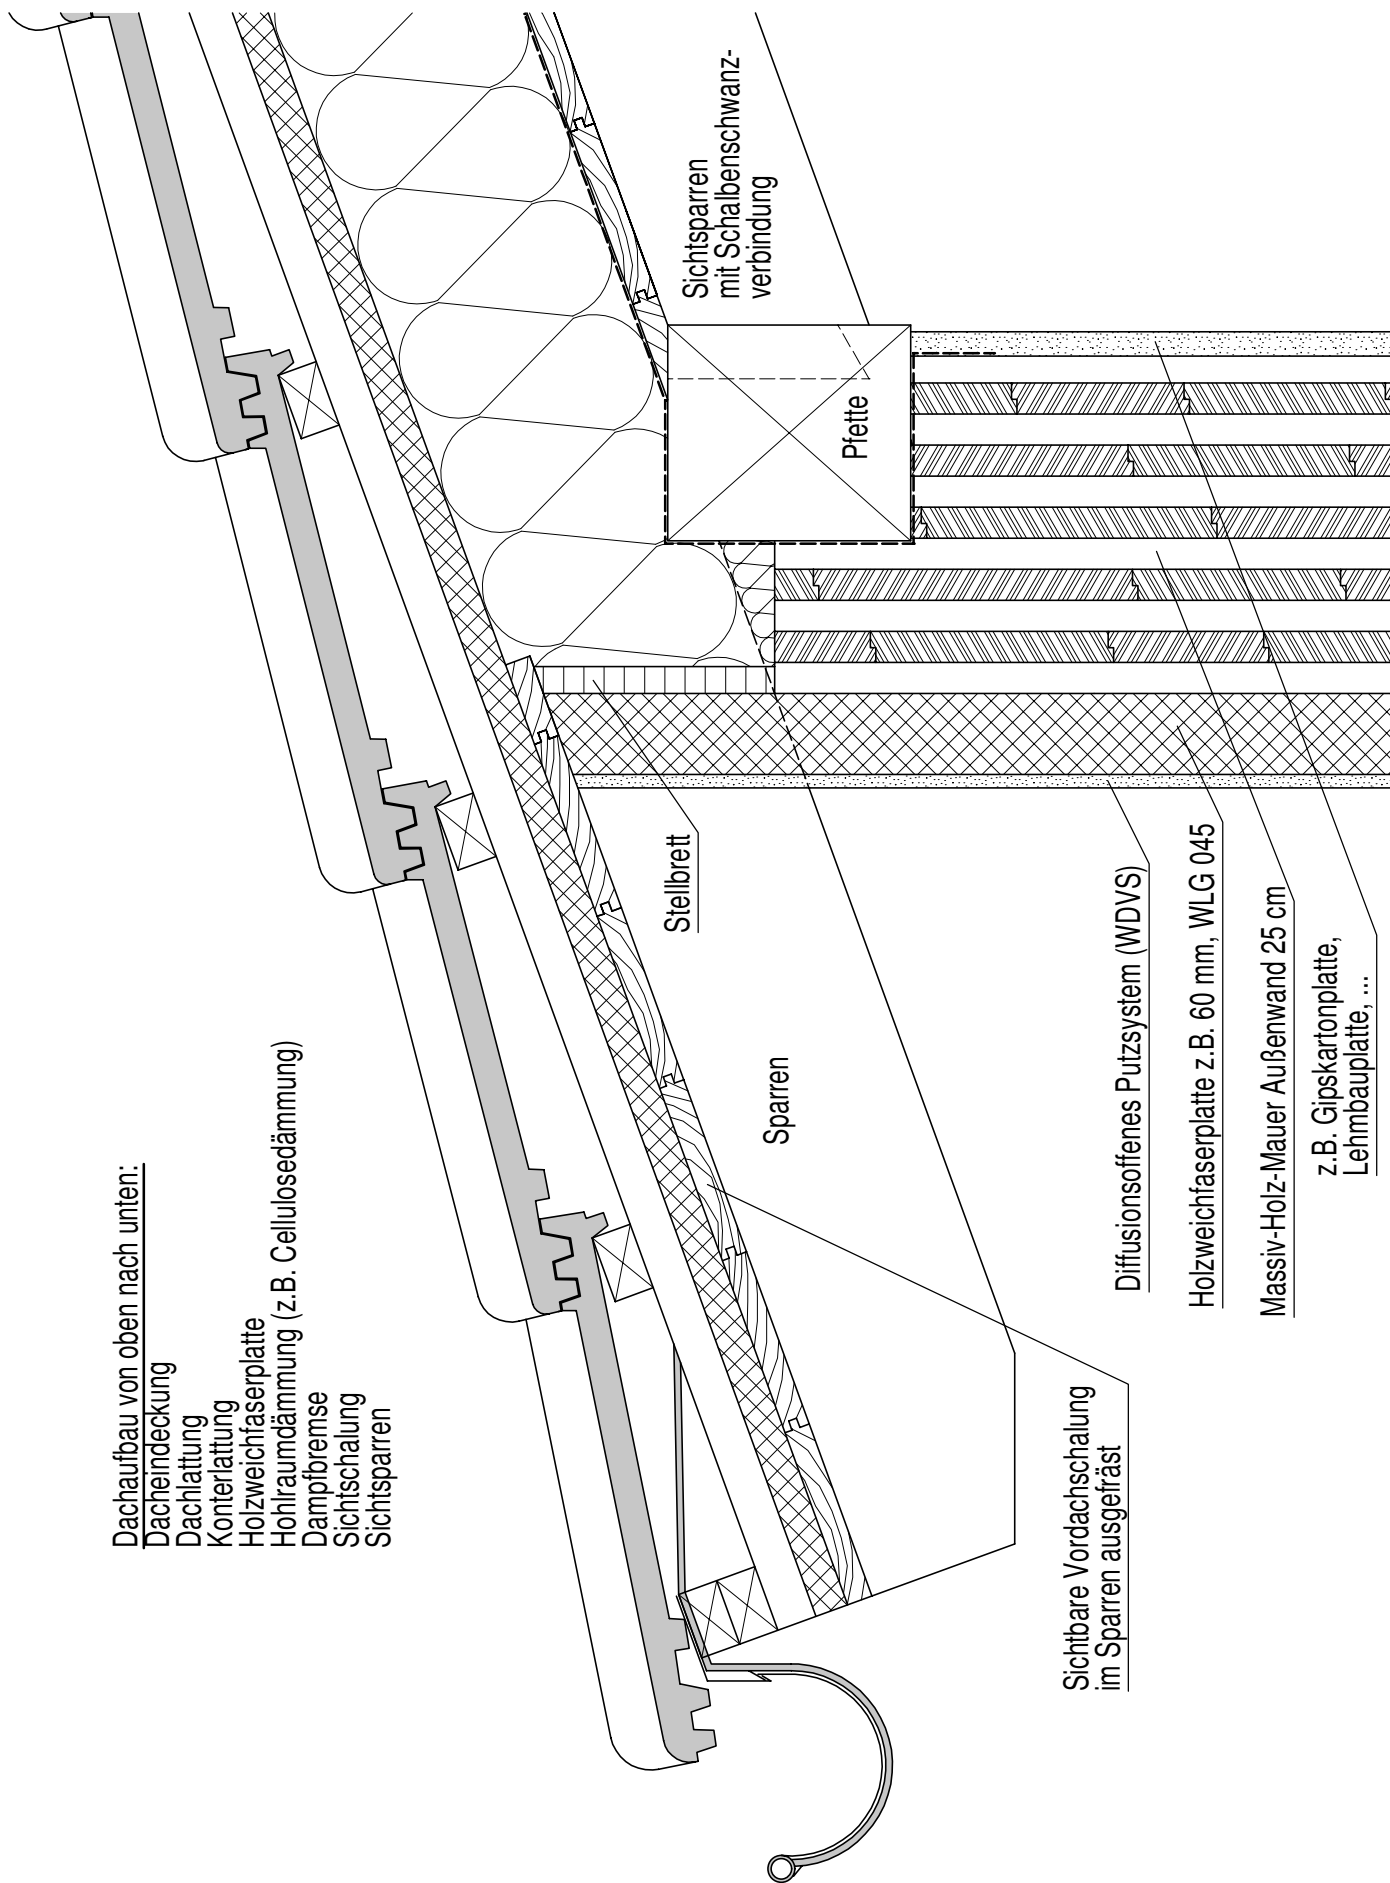 Dachaufbau von oben nach unten:
Dacheindeckung
Dachlattung
Konterlattung
Holzweichfaserplatte
Hohlraumdämmung (z.B. Cellulosedämmung)
Dampfbremse
Sichtschalung
Sichtsparren
Sichtsparren
mit Schalbenschwanz-
verbindung
Pfette
Stellbrett
Sparren
Sichtbare Vordachschalung
im Sparren ausgefräst
Diffusionsoffenes Putzsystem (WDVS)
Holzweichfaserplatte z.B. 60 mm, WLG 045
Massiv-Holz-Mauer Außenwand 25 cm
z.B. Gipskartonplatte,
Lehmbauplatte, ...